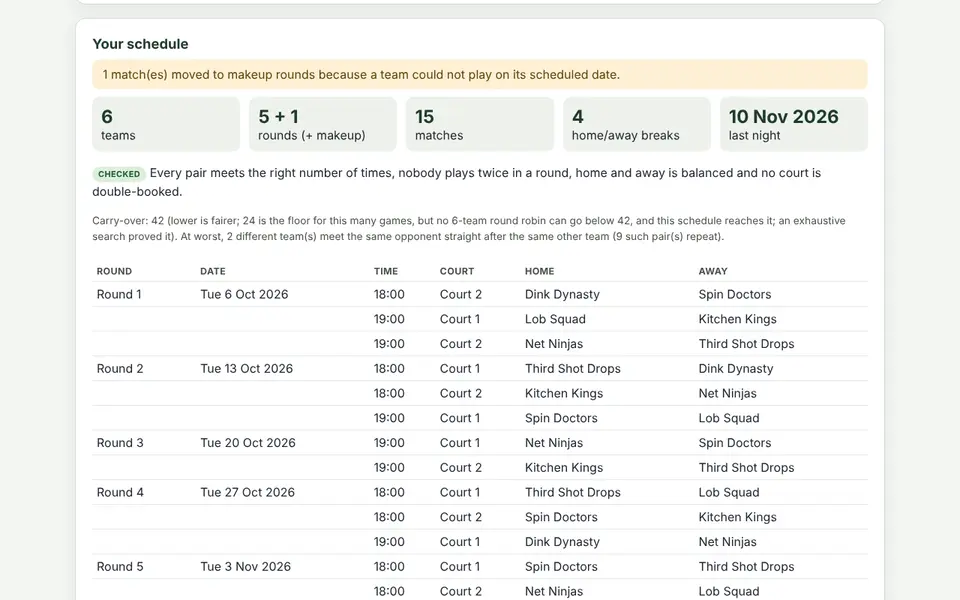 Your schedule
1 match(es) moved to makeup rounds because a team could not play on its scheduled date.
6
teams
5 + 1
rounds (+ makeup)
15
matches
4
home/away breaks
10 Nov 2026
last night
CHECKED Every pair meets the right number of times, nobody plays twice in a round, home and away is balanced and no court is
double-booked.
Carry-over: 42 (lower is fairer; 24 is the floor for this many games, but no 6-team round robin can go below 42, and this schedule reaches it; an exhaustive
search proved it). At worst, 2 different team(s) meet the same opponent straight after the same other team (9 such pair(s) repeat).
ROUND DATE TIME COURT HOME AWAY
Round 1 Tue 6 Oct 2026 18:00 Court 2 Dink Dynasty Spin Doctors
19:00 Court 1 Lob Squad Kitchen Kings
19:00 Court 2 Net Ninjas Third Shot Drops
Round 2 Tue 13 Oct 2026 18:00 Court 1 Third Shot Drops Dink Dynasty
18:00 Court 2 Kitchen Kings Net Ninjas
19:00 Court 1 Spin Doctors Lob Squad
Round 3 Tue 20 Oct 2026 19:00 Court 1 Net Ninjas Spin Doctors
19:00 Court 2 Kitchen Kings Third Shot Drops
Round 4 Tue 27 Oct 2026 18:00 Court 1 Third Shot Drops Lob Squad
18:00 Court 2 Spin Doctors Kitchen Kings
19:00 Court 1 Dink Dynasty Net Ninjas
Round 5 Tue 3 Nov 2026 18:00 Court 1 Spin Doctors Third Shot Drops
18:00 Court 2 Net Ninjas Lob Squad